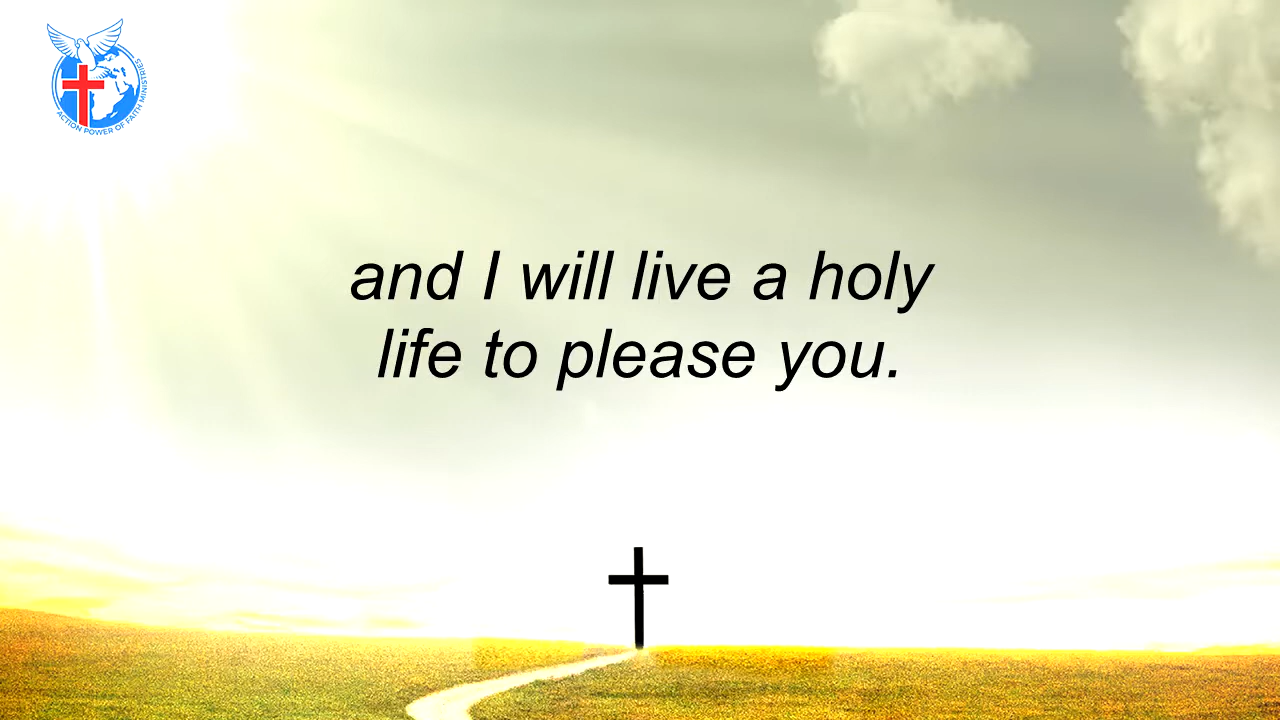 ACTION POWER OF FAITH MINISTRIES
and I will live a holy
life to please you.